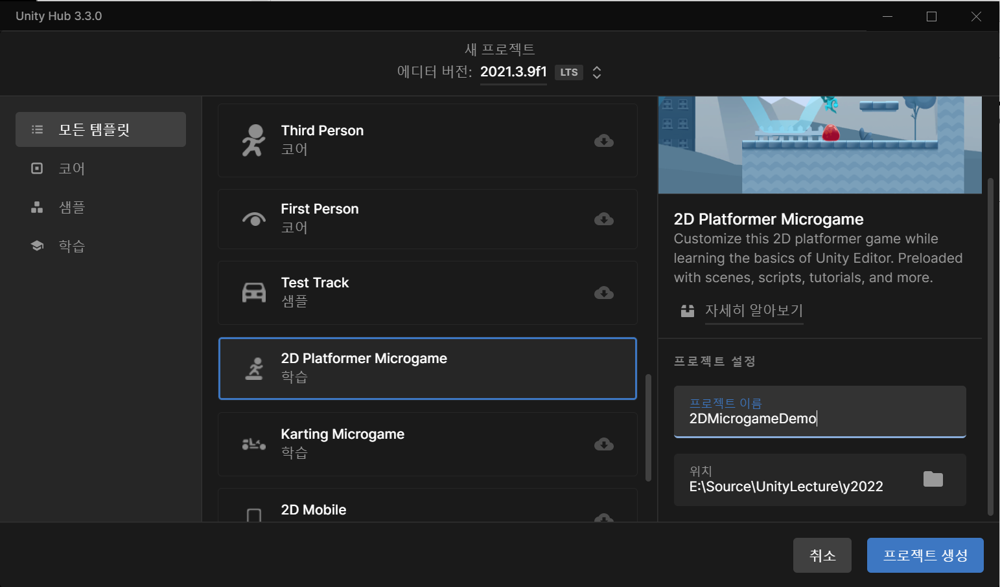 Unity Hub 3.3.0
새 프로젝트
에디터 버전: 2021.3.9f1 LTS
모든 템플릿
코어
샘플
학습
Third Person
코어
First Person
코어
Test Track
샘플
2D Platformer Microgame
학습
Karting Microgame
학습
2D Mobile
2D Platformer Microgame
Customize this 2D platformer game while
learning the basics of Unity Editor. Preloaded
with scenes, scripts, tutorials, and more.
자세히 알아보기
프로젝트 설정
프로젝트 이름
2DMicrogameDemo
위치
E:\Source\UnityLecture\y2022
취소
프로젝트 생성